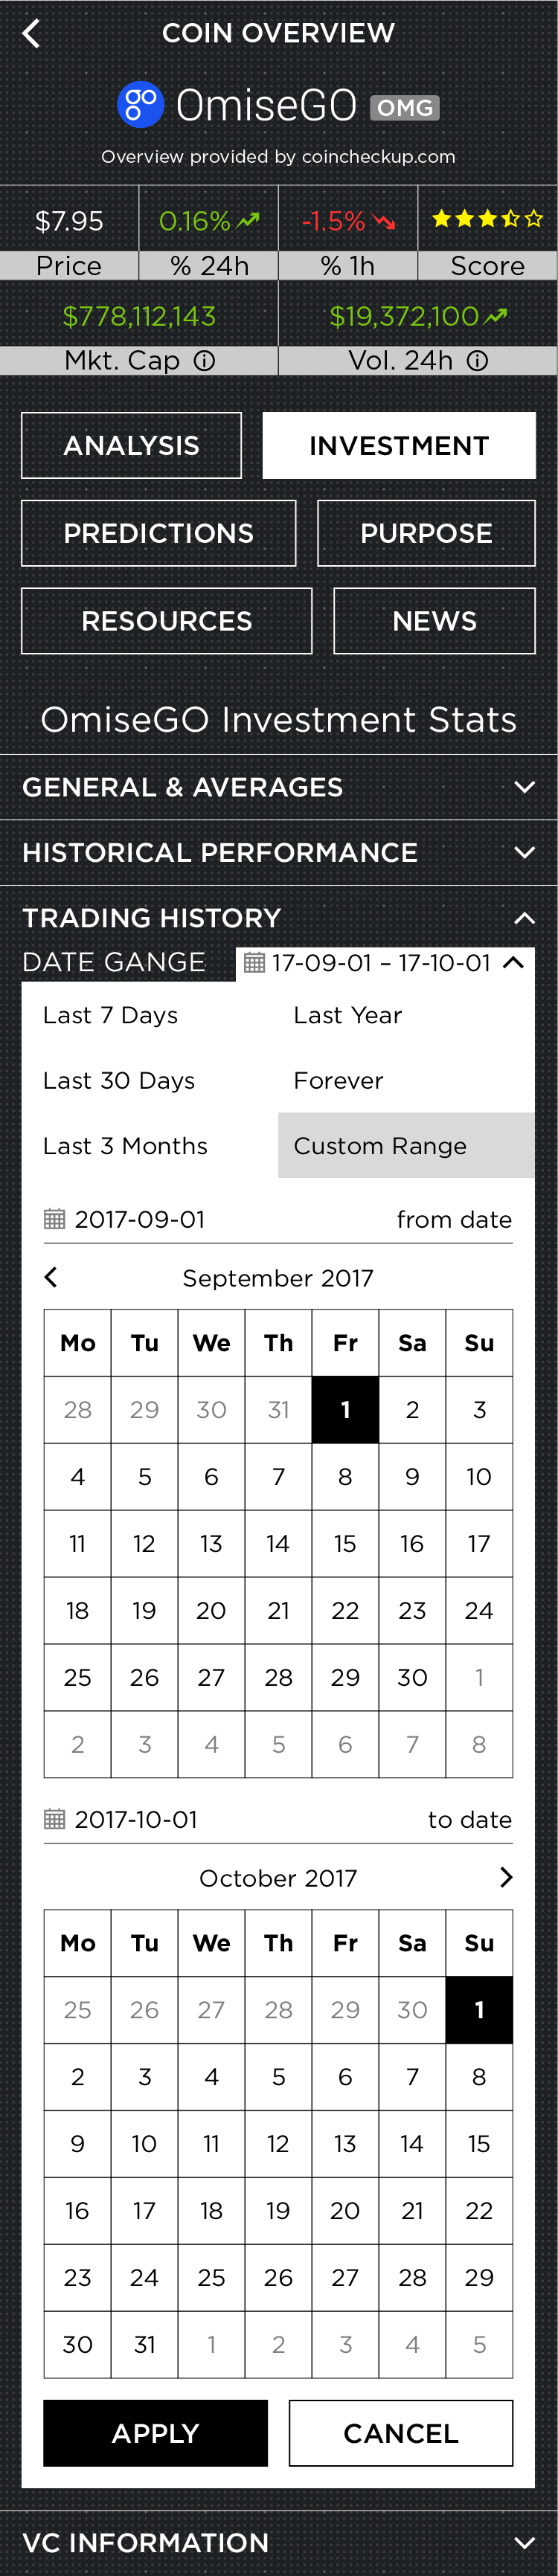 COIN OVERVIEW
go OmiseGO OMG
Overview provided by coincheckup.com
$7.95 0.16% -1.5%
Price % 24h % 1h Score
$778,112,143 $19,372,100
Mkt. Cap Vol. 24h
ANALYSIS INVESTMENT
PREDICTIONS PURPOSE
RESOURCES NEWS
OmiseGO Investment Stats
GENERAL & AVERAGES
HISTORICAL PERFORMANCE
TRADING HISTORY
DATE GANGE 17-09-01 – 17-10-01
Last 7 Days Last Year
Last 30 Days Forever
Last 3 Months Custom Range
2017-09-01 from date
September 2017
Mo Tu We Th Fr Sa Su
28 29 30 31 1 2 3
4 5 6 7 8 9 10
11 12 13 14 15 16 17
18 19 20 21 22 23 24
25 26 27 28 29 30 1
2 3 4 5 6 7 8
2017-10-01 to date
October 2017
Mo Tu We Th Fr Sa Su
25 26 27 28 29 30 1
2 3 4 5 6 7 8
9 10 11 12 13 14 15
16 17 18 19 20 21 22
23 24 25 26 27 28 29
30 31 1 2 3 4 5
APPLY CANCEL
VC INFORMATION